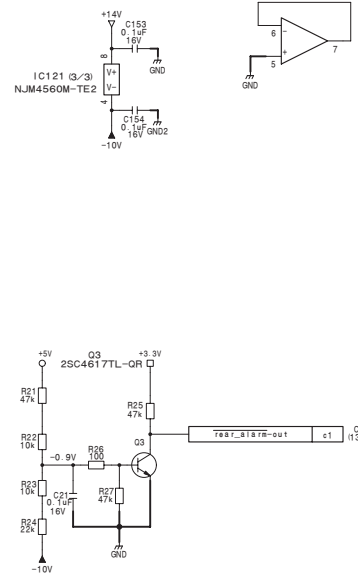 +14V
C153
0.1uF
16V
8
GND
IC121 (3/3)
NJM4560M-TE2
V+
V-
4
C154
0.1uF
16V
GND2
-10V
6
-
7
+
5
GND
+5V
Q3
2SC4617TL-QR
+3.3V
R21
47k
R25
47k
rear_alarm-out
c1
R22
10k
Q3
-0.9V
R26
100
R23
10k
C21
0.1uF
16V
R27
47k
R24
22k
GND
-10V